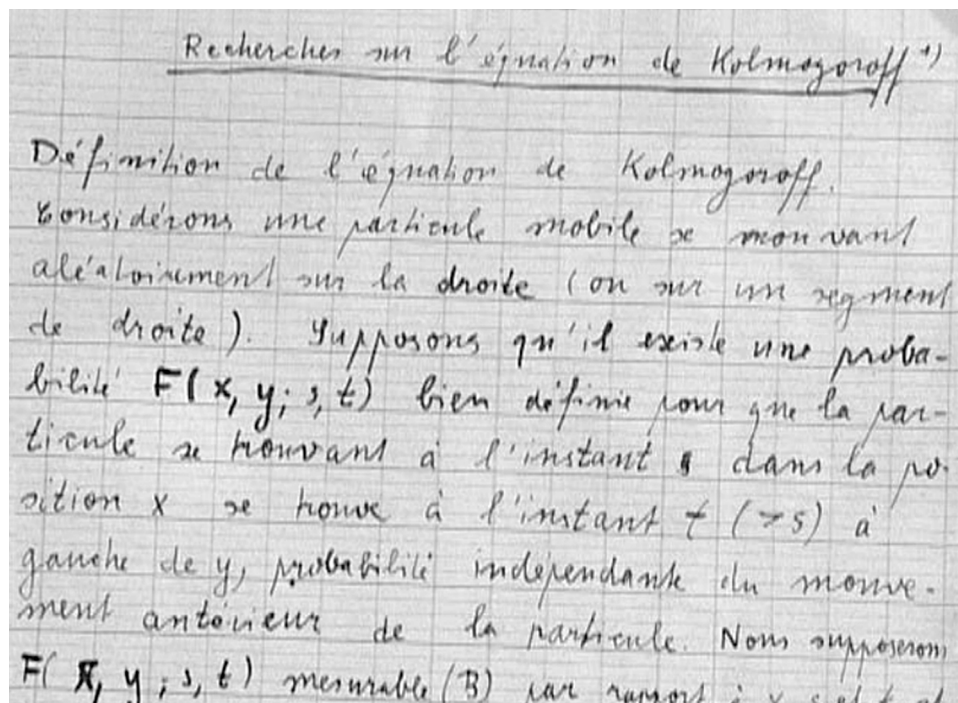 Recherches sur l'équation de Kolmogoroff 1)
Définition de l'équation de Kolmogoroff.
Considérons une particule mobile se mouvant
aléatoirement sur la droite (ou sur un segment
de droite). Supposons qu'il existe une proba-
bilité F(x, y; s, t) bien définie pour que la par-
ticule se trouvant à l'instant s dans la po-
sition x se trouve à l'instant t (>s) à
gauche de y, probabilité indépendante du mouve-
ment antérieur de la particule. Nous supposerons
F(x, y; s, t) mesurable (B) par rapport à x, s et t et